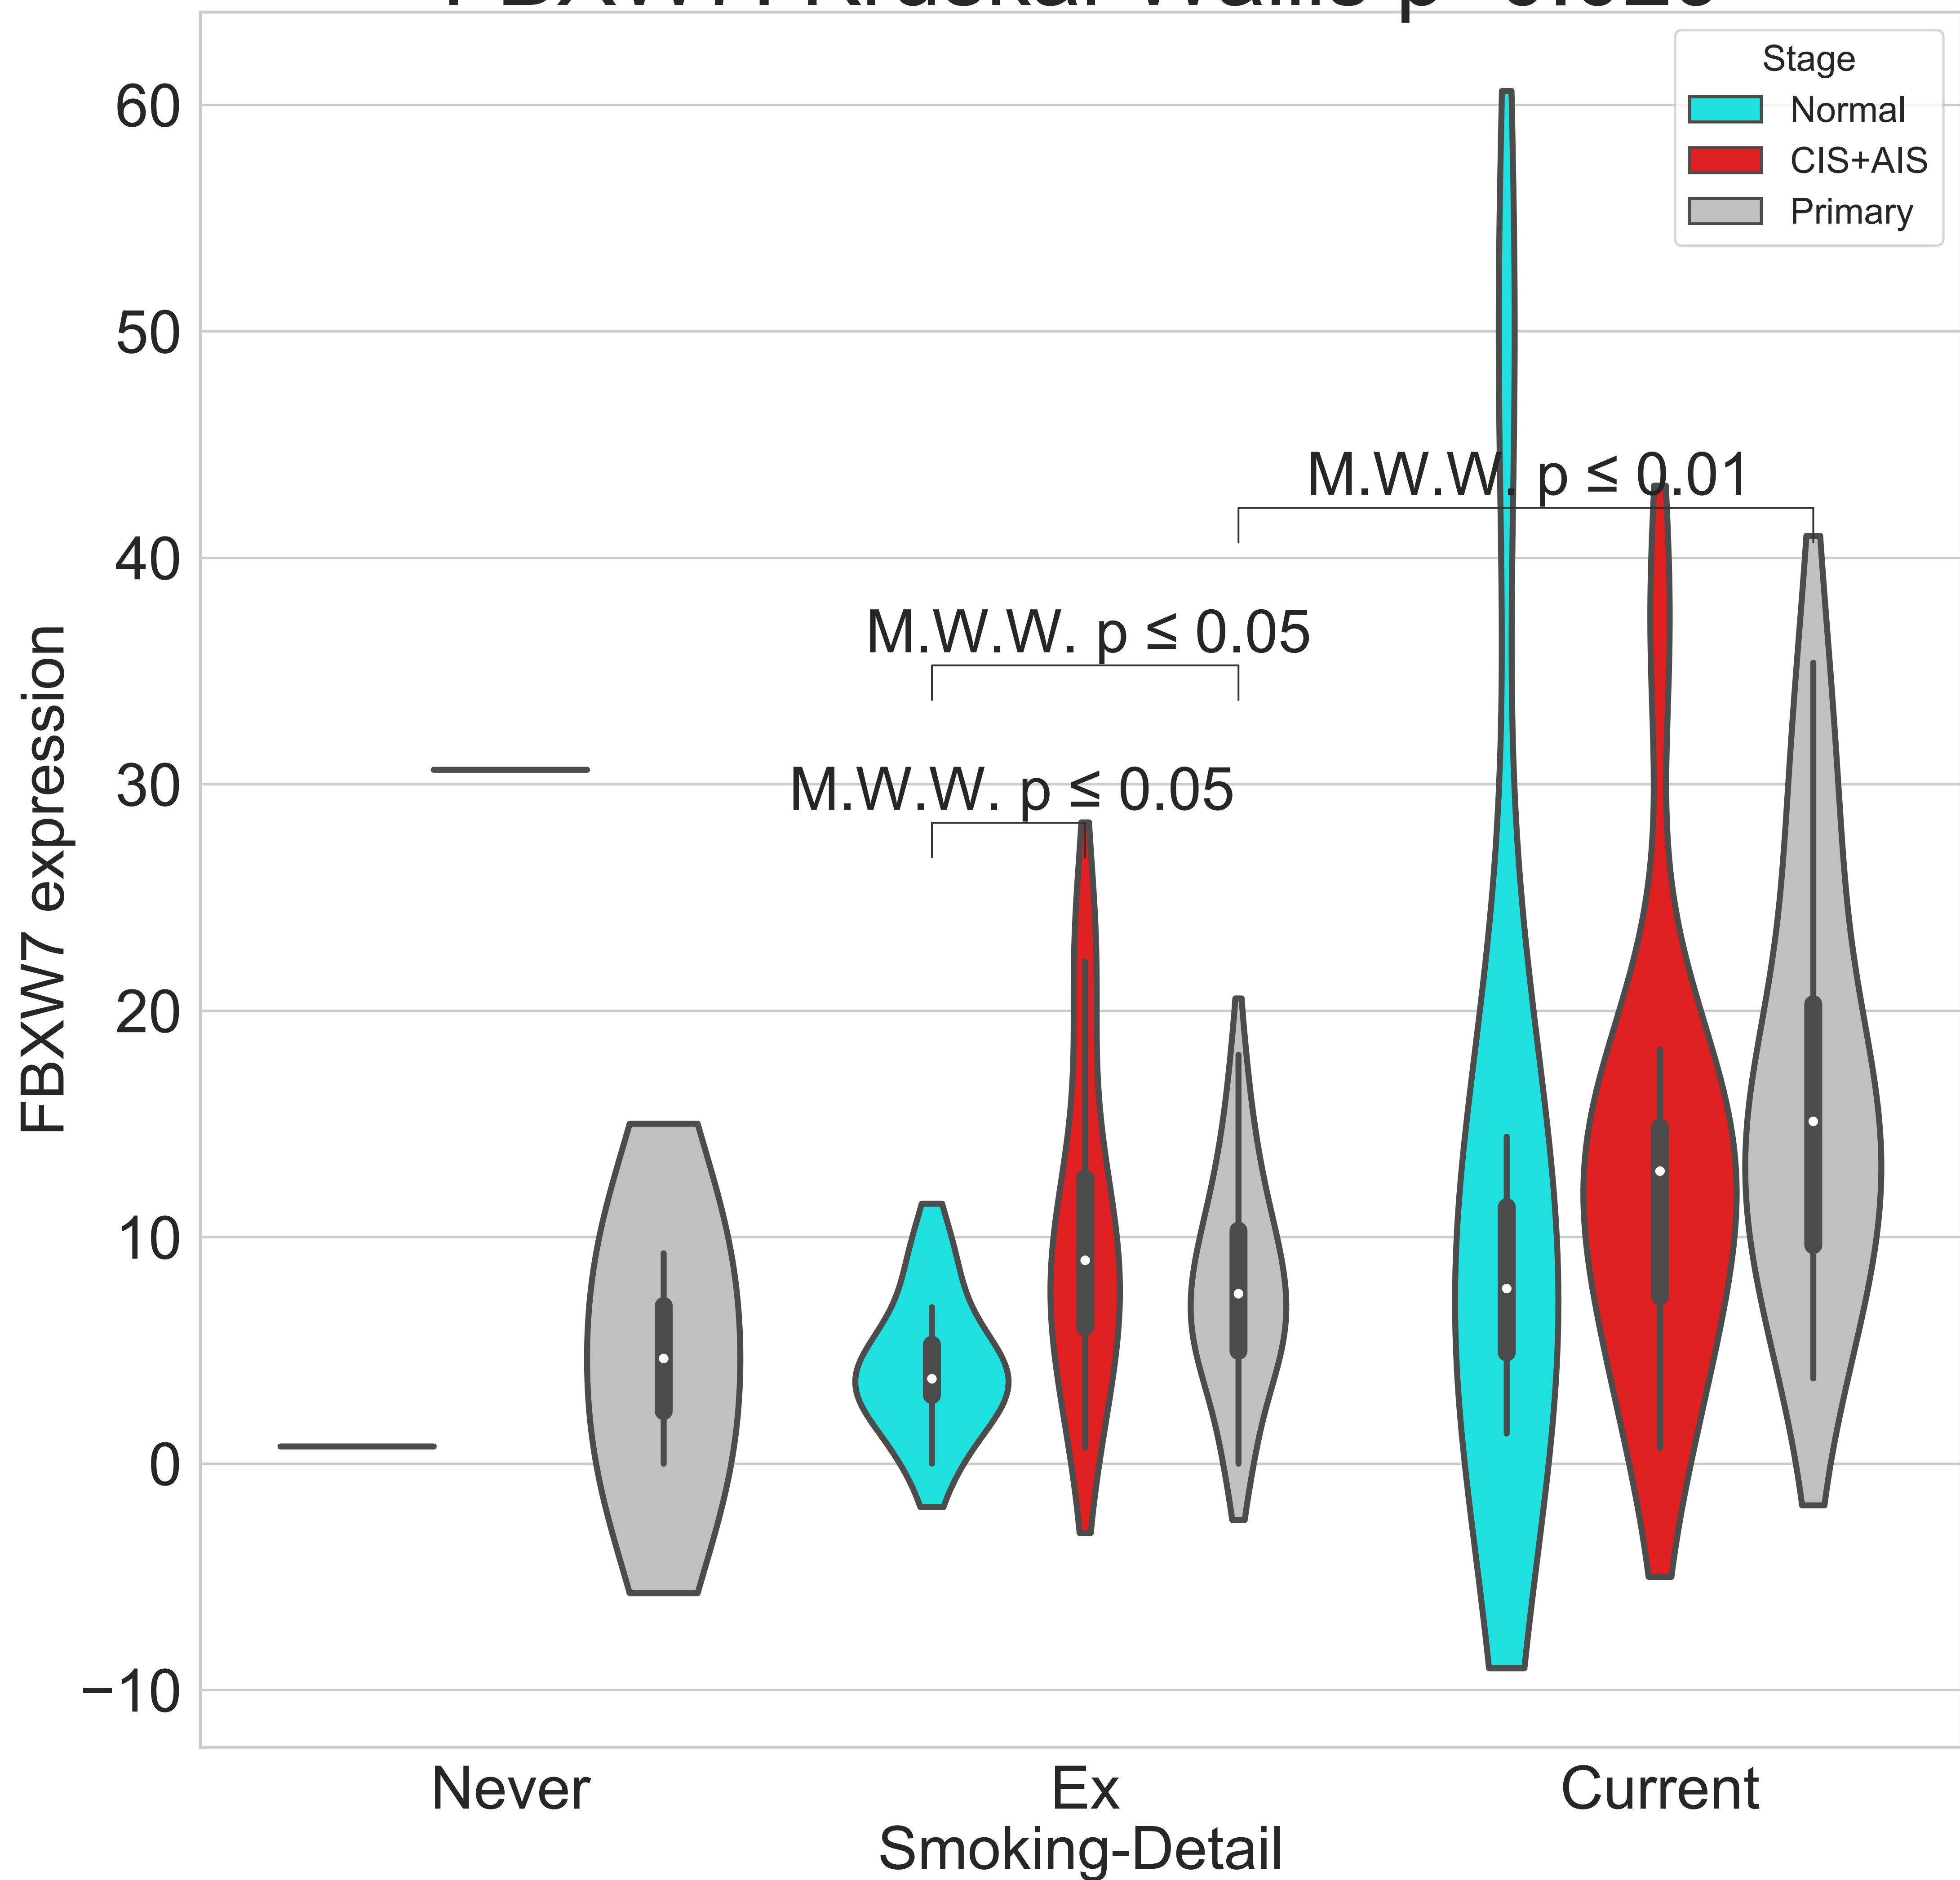 60
50
40
30
20
10
0
−10
FBXW7 expression
Stage
Normal
CIS+AIS
Primary
M.W.W. p ≤ 0.01
M.W.W. p ≤ 0.05
M.W.W. p ≤ 0.05
Never
Ex
Current
Smoking-Detail